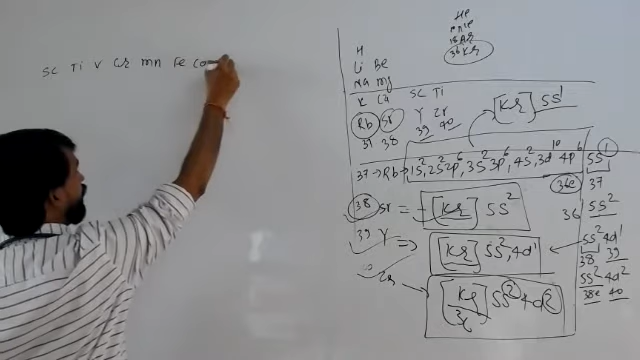 Sc Ti V Cr Mn Fe Co
He
18 Ar
36 Kr
H
Li Be
Na Mg
K Ca Sc Ti
Rb Sr Y Zr
37 38 39 40
[Kr] 5s¹
37 → Rb → 1s², 2s² 2p⁶, 3s² 3p⁶, 4s², 3d¹⁰ 4p⁶ 5s¹
36e 37
38 Sr = [Kr] 5s²
36 5s²
39 Y ⇒ [Kr] 5s², 4d¹
5s² 4d¹
38 39
Zr → [Kr] 5s² 4d²
5s² 4d²
38e 40